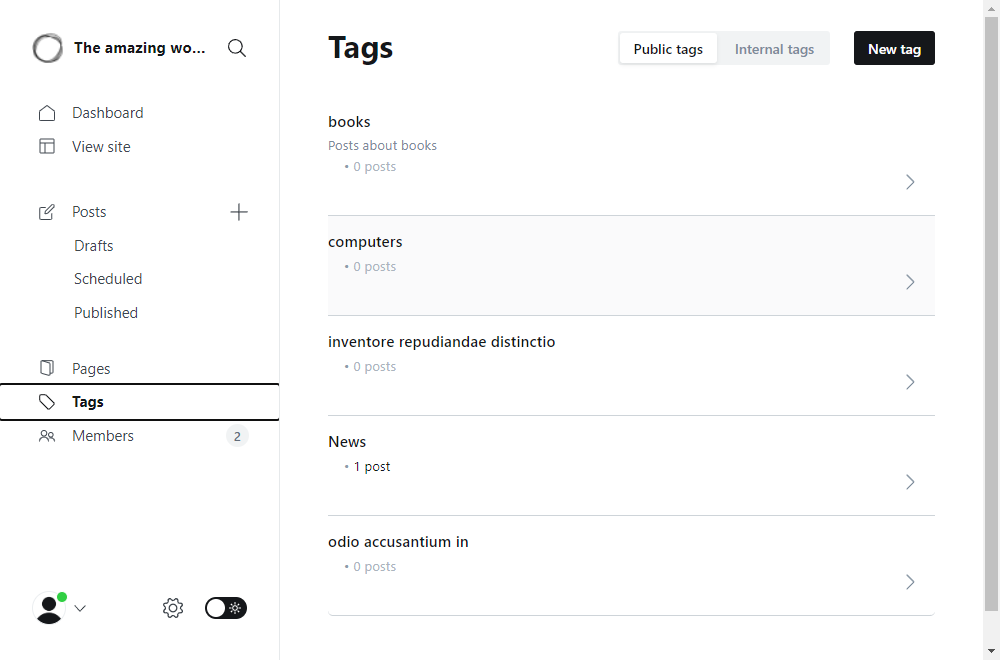 The amazing wo...
Dashboard
View site
Posts
Drafts
Scheduled
Published
Pages
Tags
Members
2
Tags
Public tags
Internal tags
New tag
books
Posts about books
• 0 posts
computers
• 0 posts
inventore repudiandae distinctio
• 0 posts
News
• 1 post
odio accusantium in
• 0 posts